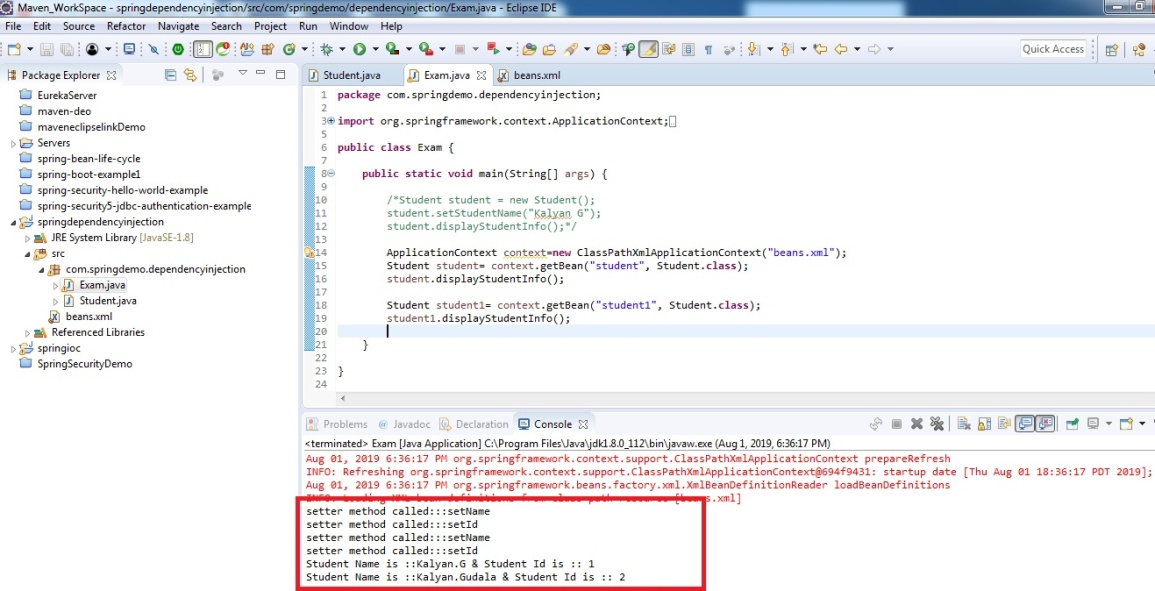 Maven_WorkSpace - springdependencyinjection/src/com/springdemo/dependencyinjection/Exam.java - Eclipse IDE
File Edit Source Refactor Navigate Search Project Run Window Help
Quick Access
Package Explorer
EurekaServer
maven-deo
maveneclipselinkDemo
Servers
spring-bean-life-cycle
spring-boot-example1
spring-security-hello-world-example
spring-security5-jdbc-authentication-example
springdependencyinjection
JRE System Library [JavaSE-1.8]
src
com.springdemo.dependencyinjection
Exam.java
Student.java
beans.xml
Referenced Libraries
springioc
SpringSecurityDemo
Student.java Exam.java beans.xml
1 package com.springdemo.dependencyinjection;
2
3 import org.springframework.context.ApplicationContext;
5
6 public class Exam {
7
8 public static void main(String[] args) {
9
10 /*Student student = new Student();
11 student.setStudentName("Kalyan G");
12 student.displayStudentInfo();*/
13
14 ApplicationContext context=new ClassPathXmlApplicationContext("beans.xml");
15 Student student= context.getBean("student", Student.class);
16 student.displayStudentInfo();
17
18 Student student1= context.getBean("student1", Student.class);
19 student1.displayStudentInfo();
20
21 }
22
23 }
24
Problems Javadoc Declaration Console
<terminated> Exam [Java Application] C:\Program Files\Java\jdk1.8.0_112\bin\javaw.exe (Aug 1, 2019, 6:36:17 PM)
Aug 01, 2019 6:36:17 PM org.springframework.context.support.ClassPathXmlApplicationContext prepareRefresh
INFO: Refreshing org.springframework.context.support.ClassPathXmlApplicationContext@694f9431: startup date [Thu Aug 01 18:36:17 PDT 2019];
Aug 01, 2019 6:36:17 PM org.springframework.beans.factory.xml.XmlBeanDefinitionReader loadBeanDefinitions
INFO: Loading XML bean definitions from class path resource [beans.xml]
setter method called:::setName
setter method called:::setId
setter method called:::setName
setter method called:::setId
Student Name is ::Kalyan.G & Student Id is :: 1
Student Name is ::Kalyan.Gudala & Student Id is :: 2